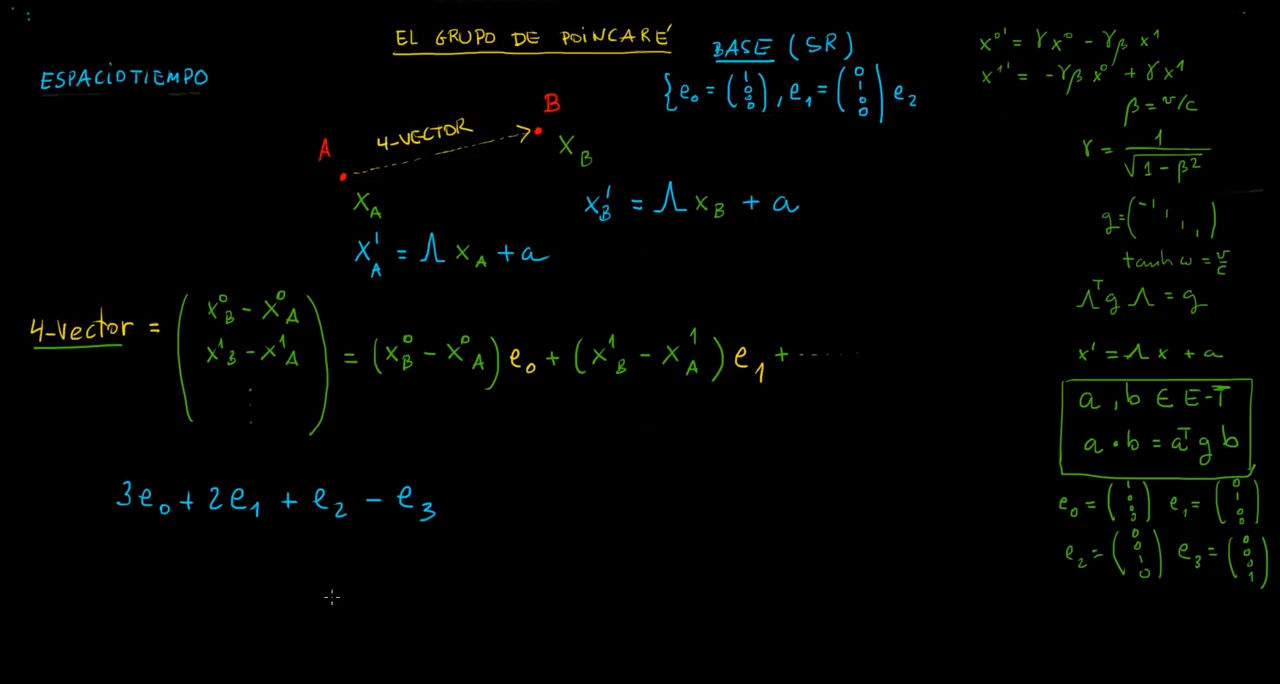 EL GRUPO DE POINCARÉ
ESPACIOTIEMPO
BASE (SR)
{e₀ = (1 0 0 0), e₁ = (0 1 0 0) e₂
A
4-VECTOR
B
X_A
X_B
X'_B = Λ X_B + a
X'_A = Λ X_A + a
4-vector = (X⁰_B - X⁰_A X¹_B - X¹_A ⋮) = (X⁰_B - X⁰_A) e₀ + (X¹_B - X¹_A) e₁ + ......
3e₀ + 2e₁ + e₂ - e₃
x⁰' = γ x⁰ - γβ x¹
x¹' = -γβ x⁰ + γ x¹
β = v/c
γ = 1/√(1 - β²)
g = (-1 1 1 1)
tanh ω = v/c
Λᵀ g Λ = g
x' = Λ x + a
a, b ∈ E-T
a · b = aᵀ g b
e₀ = (1 0 0 0) e₁ = (0 1 0 0)
e₂ = (0 0 1 0) e₃ = (0 0 0 1)